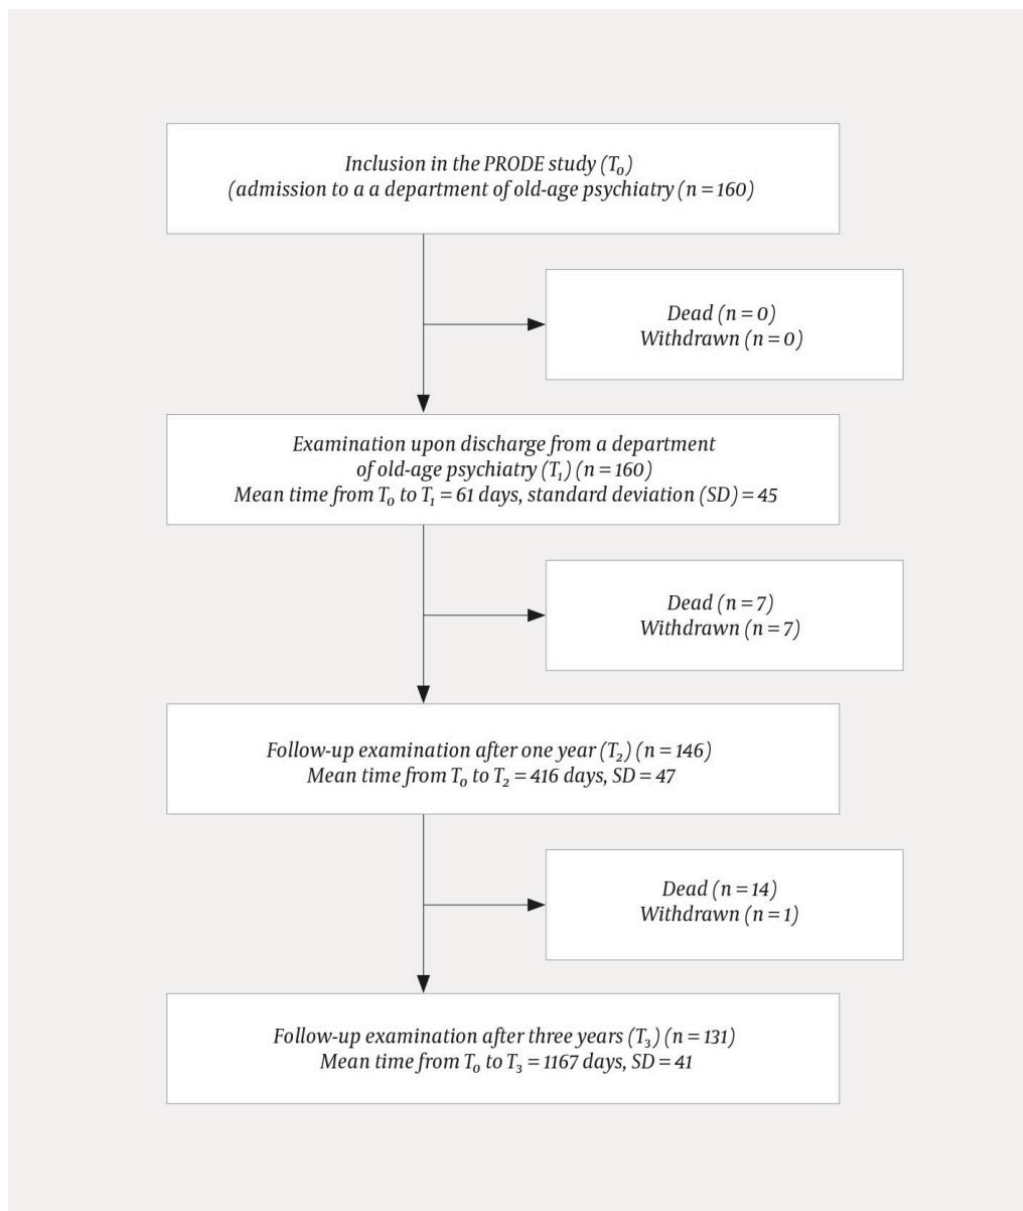 Inclusion in the PRODE study (T₀)
(admission to a a department of old-age psychiatry (n = 160)
Dead (n = 0)
Withdrawn (n = 0)
Examination upon discharge from a department
of old-age psychiatry (T₁) (n = 160)
Mean time from T₀ to T₁ = 61 days, standard deviation (SD) = 45
Dead (n = 7)
Withdrawn (n = 7)
Follow-up examination after one year (T₂) (n = 146)
Mean time from T₀ to T₂ = 416 days, SD = 47
Dead (n = 14)
Withdrawn (n = 1)
Follow-up examination after three years (T₃) (n = 131)
Mean time from T₀ to T₃ = 1167 days, SD = 41